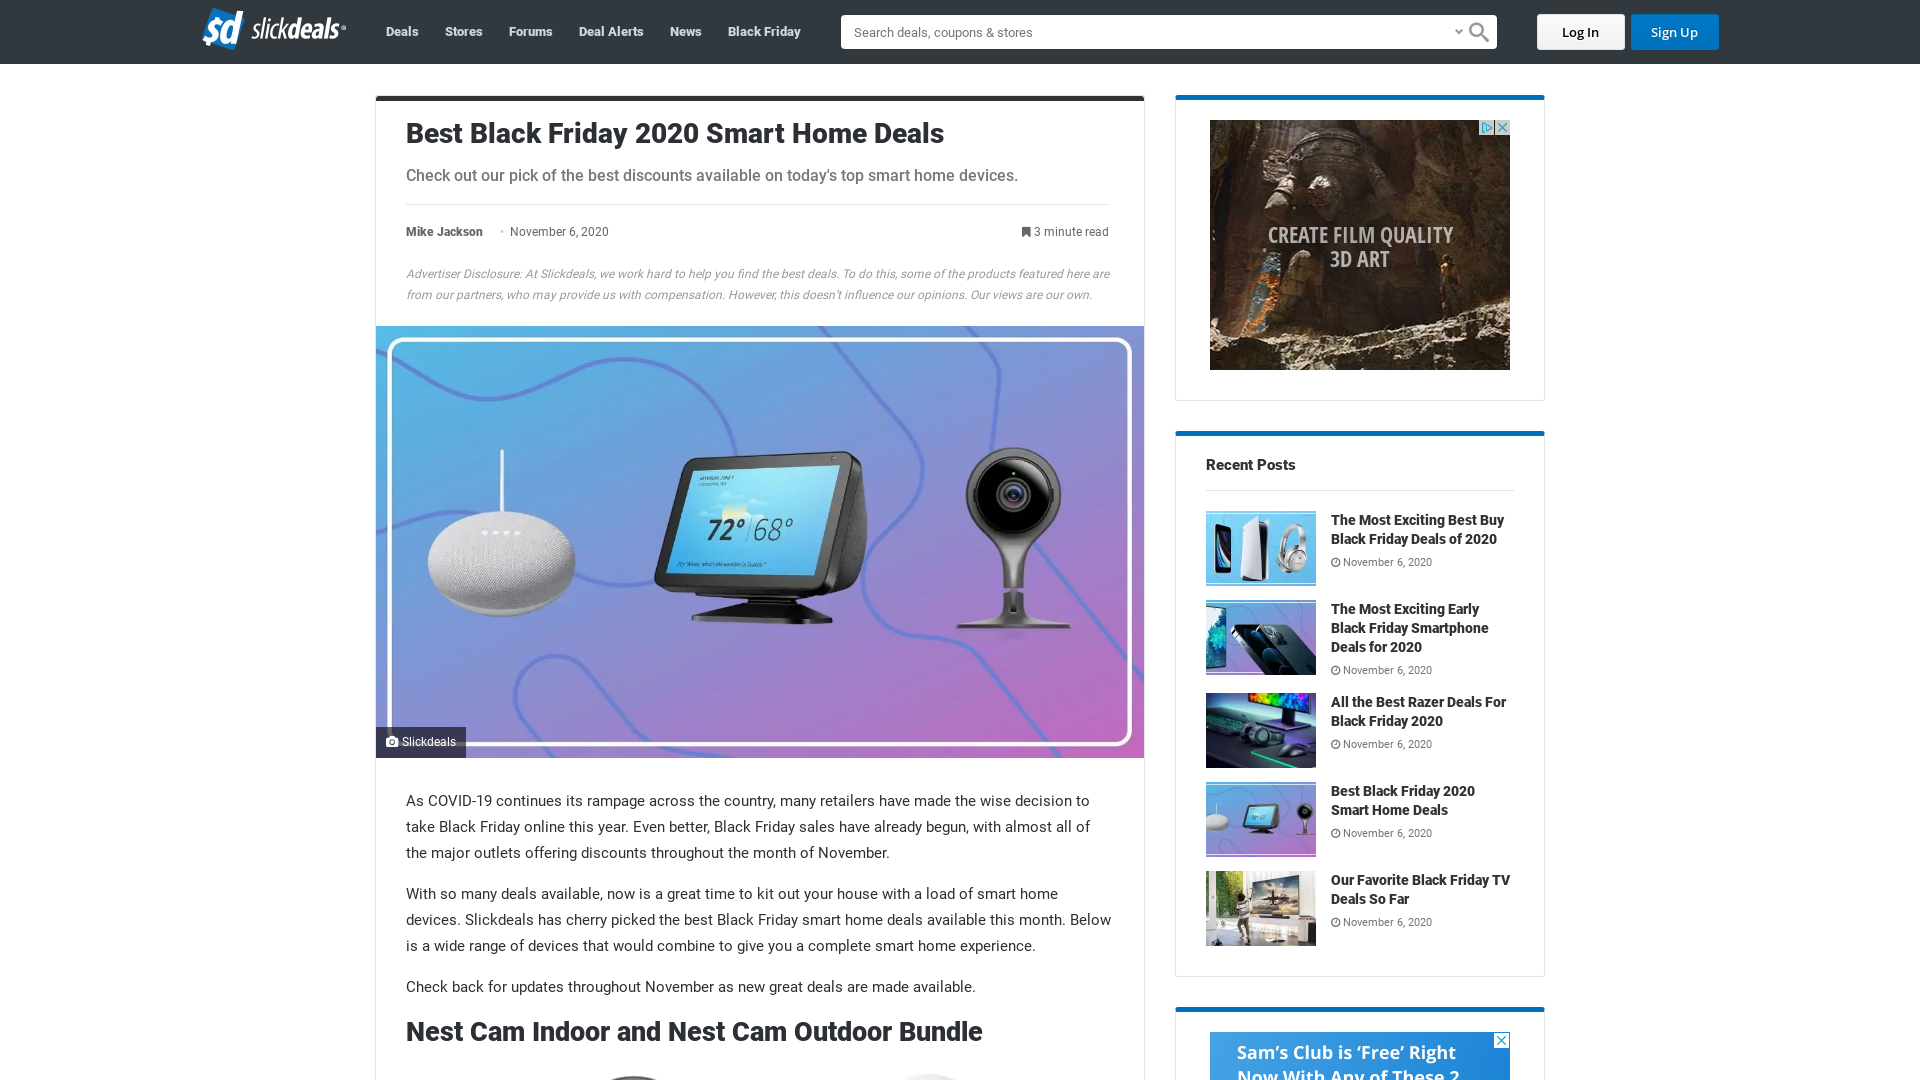 $d slickdeals
Deals
Stores
Forums
Deal Alerts
News
Black Friday
Search deals, coupons & stores
Log In
Sign Up
Best Black Friday 2020 Smart Home Deals
Check out our pick of the best discounts available on today's top smart home devices.
Mike Jackson
November 6, 2020
3 minute read
Advertiser Disclosure: At Slickdeals, we work hard to help you find the best deals. To do this, some of the products featured here are
from our partners, who may provide us with compensation. However, this doesn't influence our opinions. Our views are our own.
72° 68°
Slickdeals
As COVID-19 continues its rampage across the country, many retailers have made the wise decision to
take Black Friday online this year. Even better, Black Friday sales have already begun, with almost all of
the major outlets offering discounts throughout the month of November.
With so many deals available, now is a great time to kit out your house with a load of smart home
devices. Slickdeals has cherry picked the best Black Friday smart home deals available this month. Below
is a wide range of devices that would combine to give you a complete smart home experience.
Check back for updates throughout November as new great deals are made available.
Nest Cam Indoor and Nest Cam Outdoor Bundle
CREATE FILM QUALITY
3D ART
Recent Posts
The Most Exciting Best Buy
Black Friday Deals of 2020
November 6, 2020
The Most Exciting Early
Black Friday Smartphone
Deals for 2020
November 6, 2020
All the Best Razer Deals For
Black Friday 2020
November 6, 2020
Best Black Friday 2020
Smart Home Deals
November 6, 2020
Our Favorite Black Friday TV
Deals So Far
November 6, 2020
Sam's Club is 'Free' Right
Now With Any of These 2